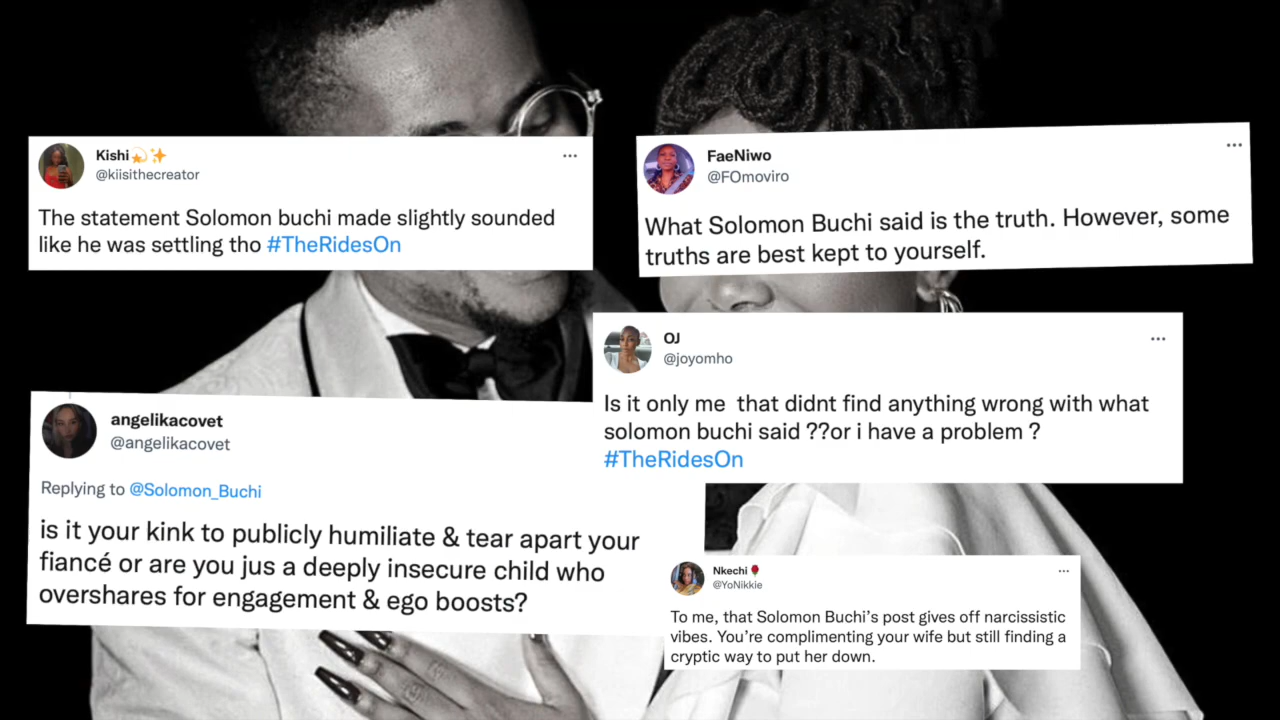 Kishi💫✨
@kiisithecreator
The statement Solomon buchi made slightly sounded
like he was settling tho #TheRidesOn
FaeNiwo
@FOmoviro
What Solomon Buchi said is the truth. However, some
truths are best kept to yourself.
OJ
@joyomho
Is it only me  that didnt find anything wrong with what
solomon buchi said ??or i have a problem ?
#TheRidesOn
angelikacovet
@angelikacovet
Replying to @Solomon_Buchi
is it your kink to publicly humiliate & tear apart your
fiancé or are you jus a deeply insecure child who
overshares for engagement & ego boosts?
Nkechi🌹
@YoNikkie
To me, that Solomon Buchi’s post gives off narcissistic
vibes. You’re complimenting your wife but still finding a
cryptic way to put her down.